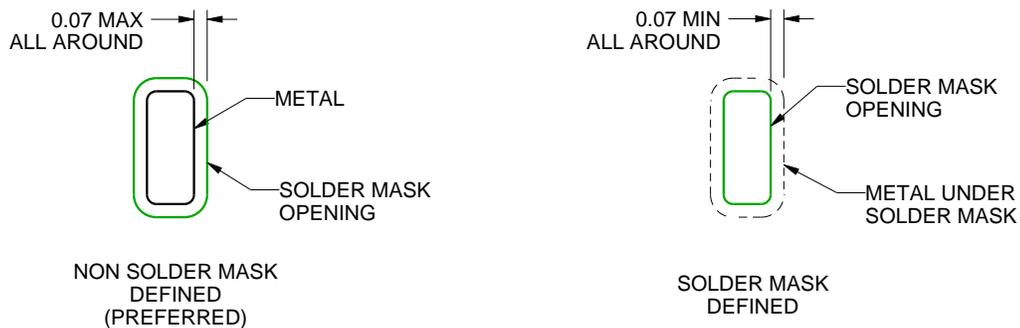 0.07 MAX
ALL AROUND
METAL
SOLDER MASK
OPENING
NON SOLDER MASK
DEFINED
(PREFERRED)
0.07 MIN
ALL AROUND
SOLDER MASK
OPENING
METAL UNDER
SOLDER MASK
SOLDER MASK
DEFINED